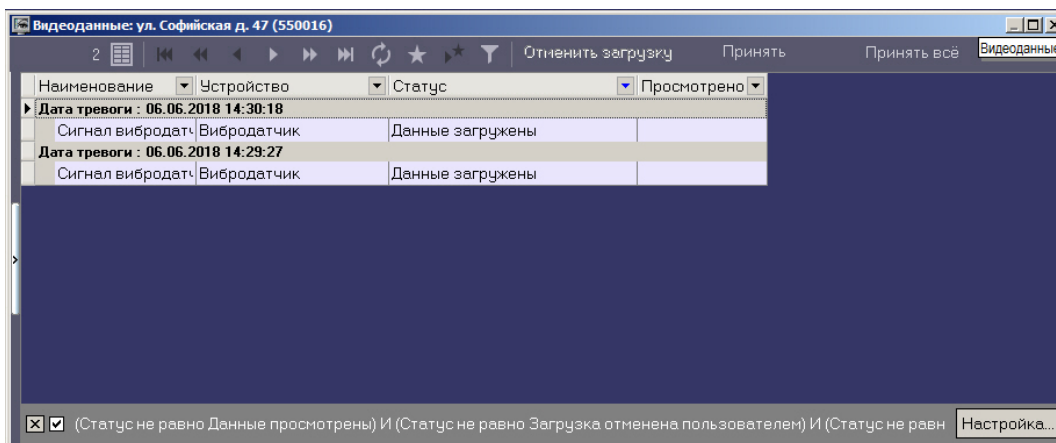 Видеоданные: ул. Софийская д. 47 (550016)
2 Отменить загрузку Принять Принять всё Видеоданные
Наименование Устройство Статус Просмотрено
Дата тревоги : 06.06.2018 14:30:18
Сигнал вибродатч Вибродатчик Данные загружены
Дата тревоги : 06.06.2018 14:29:27
Сигнал вибродатч Вибродатчик Данные загружены
(Статус не равно Данные просмотрены) И (Статус не равно Загрузка отменена пользователем) И (Статус не равн Настройка...